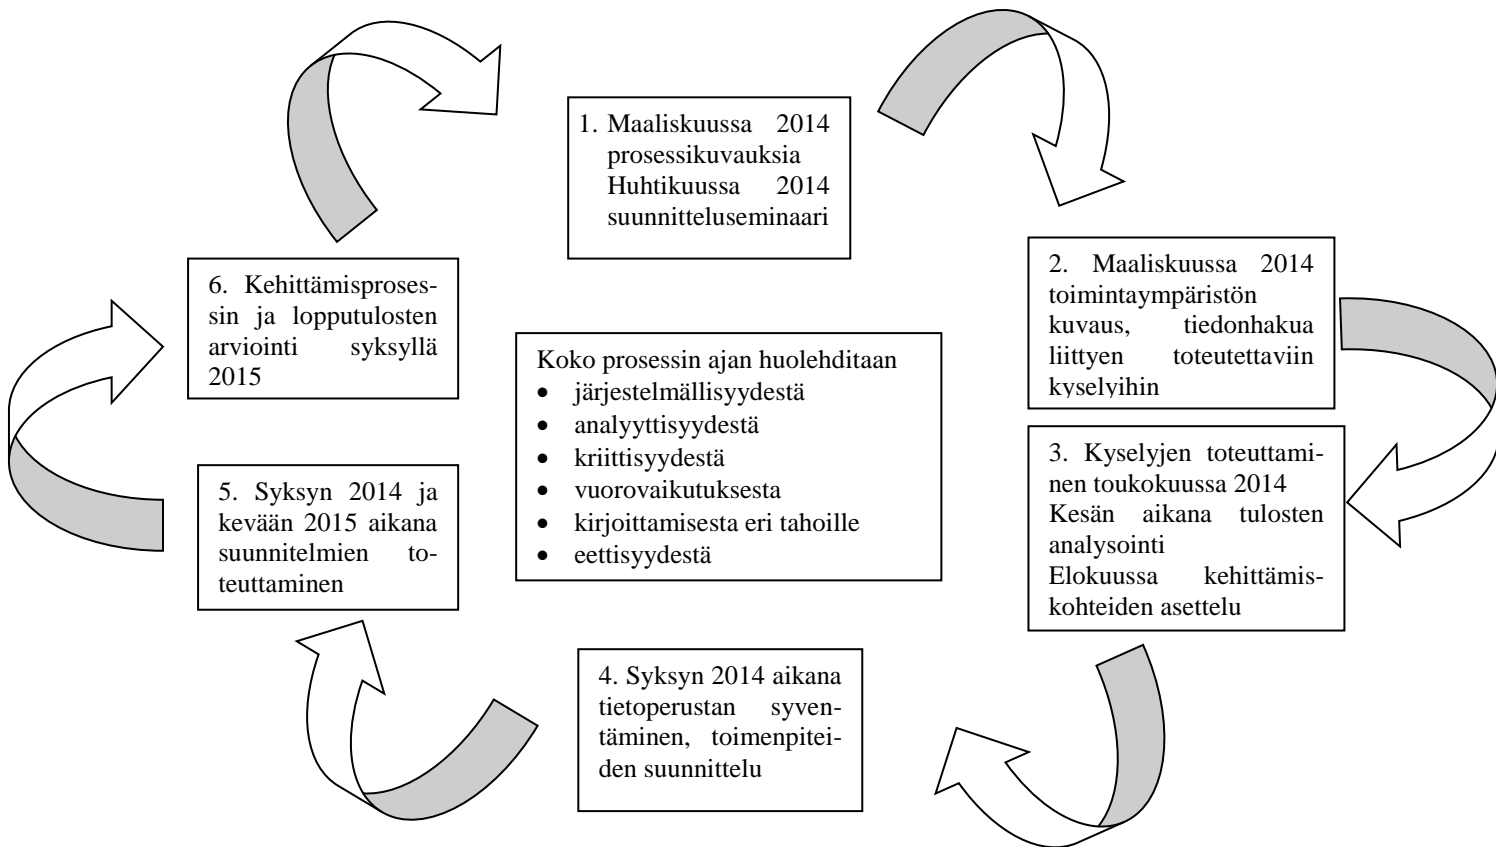 1. Maaliskuussa 2014
prosessikuvauksia
Huhtikuussa 2014
suunnitteluseminaari
2. Maaliskuussa 2014
toimintaympäristön
kuvaus, tiedonhakua
liittyen toteutettaviin
kyselyihin
3. Kyselyjen toteuttami-
nen toukokuussa 2014
Kesän aikana tulosten
analysointi
Elokuussa kehittämis-
kohteiden asettelu
4. Syksyn 2014 aikana
tietoperustan syven-
täminen, toimenpitei-
den suunnittelu
5. Syksyn 2014 ja
kevään 2015 aikana
suunnitelmien to-
teuttaminen
6. Kehittämisproses-
sin ja lopputulosten
arviointi syksyllä
2015
Koko prosessin ajan huolehditaan
• järjestelmällisyydestä
• analyyttisyydestä
• kriittisyydestä
• vuorovaikutuksesta
• kirjoittamisesta eri tahoille
• eettisyydestä